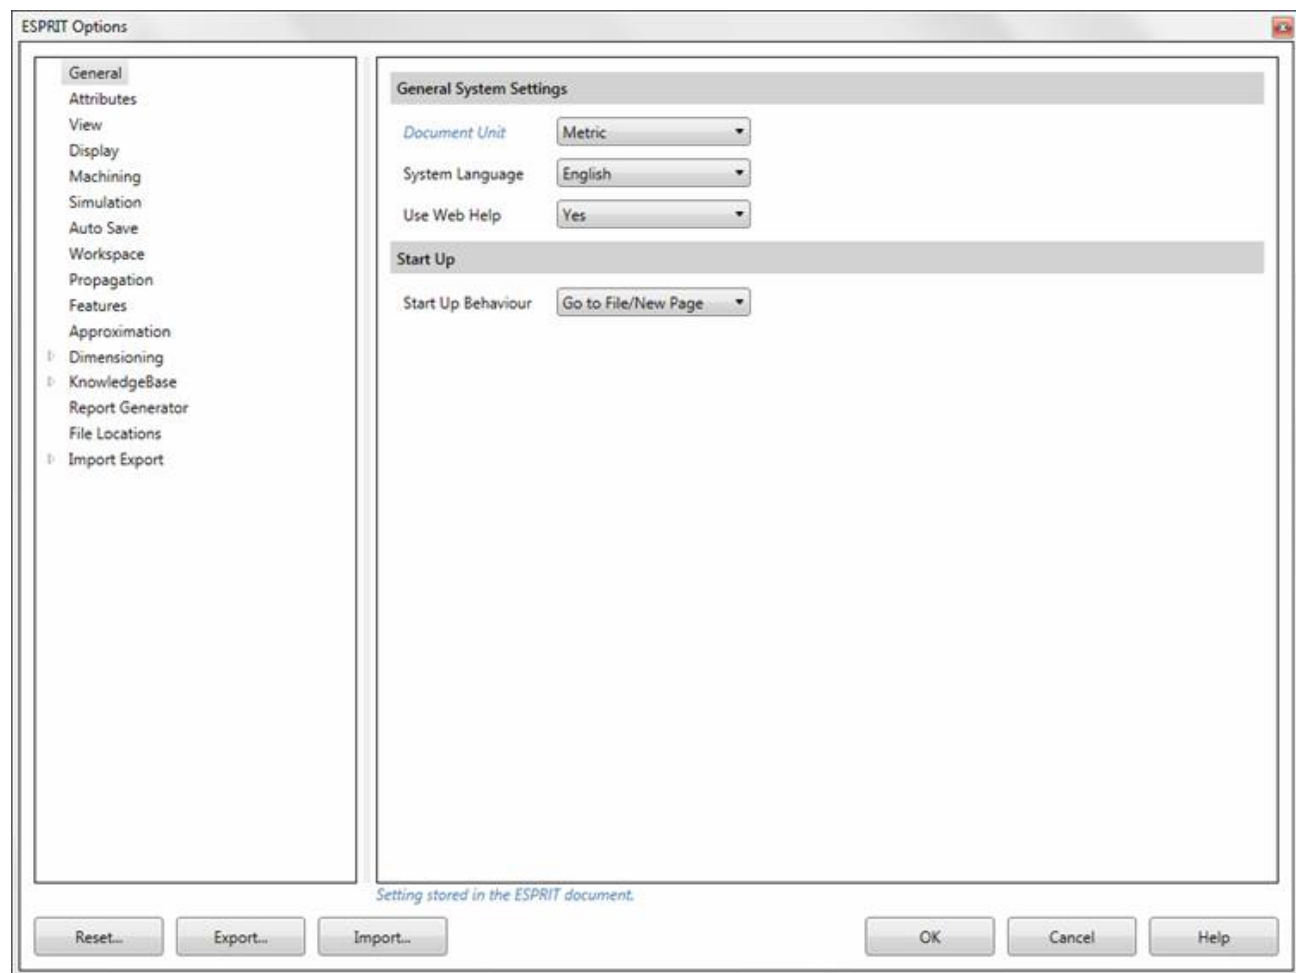 ESPRIT Options
General
Attributes
View
Display
Machining
Simulation
Auto Save
Workspace
Propagation
Features
Approximation
Dimensioning
KnowledgeBase
Report Generator
File Locations
Import Export
General System Settings
Document Unit Metric
System Language English
Use Web Help Yes
Start Up
Start Up Behaviour Go to File/New Page
Setting stored in the ESPRIT document.
Reset... Export... Import... OK Cancel Help